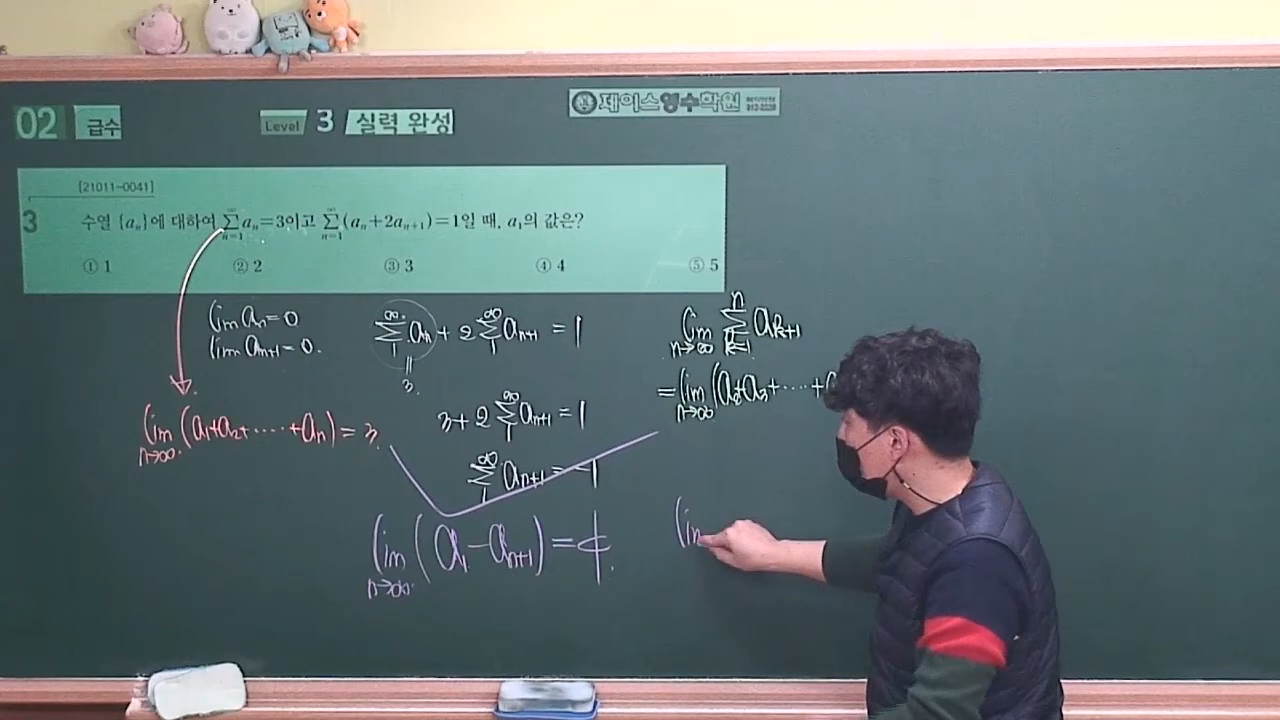 02 급수
Level 3 실력 완성
제이스영수학원
[21011-0041]
3 수열 {aₙ}에 대하여 ∑_{n=1}^{∞} aₙ=3이고 ∑_{n=1}^{∞} (aₙ+2aₙ₊₁)=1일 때, a₁의 값은?
① 1 ② 2 ③ 3 ④ 4 ⑤ 5
lim aₙ=0
lim aₙ₊₁=0.
lim_{n→∞} (a₁+a₂+····+aₙ)=3
∑_{1}^{∞} aₙ + 2 ∑_{1}^{∞} aₙ₊₁ = 1
॥
3.
3+2 ∑_{1}^{∞} aₙ₊₁ = 1
∑_{1}^{∞} aₙ₊₁ = -1
lim_{n→∞} (a₁-aₙ₊₁)=4.
lim_{n→∞} ∑_{k=1}^{n} aₖ₊₁
= lim_{n→∞} (a₂+a₃+····+
lim